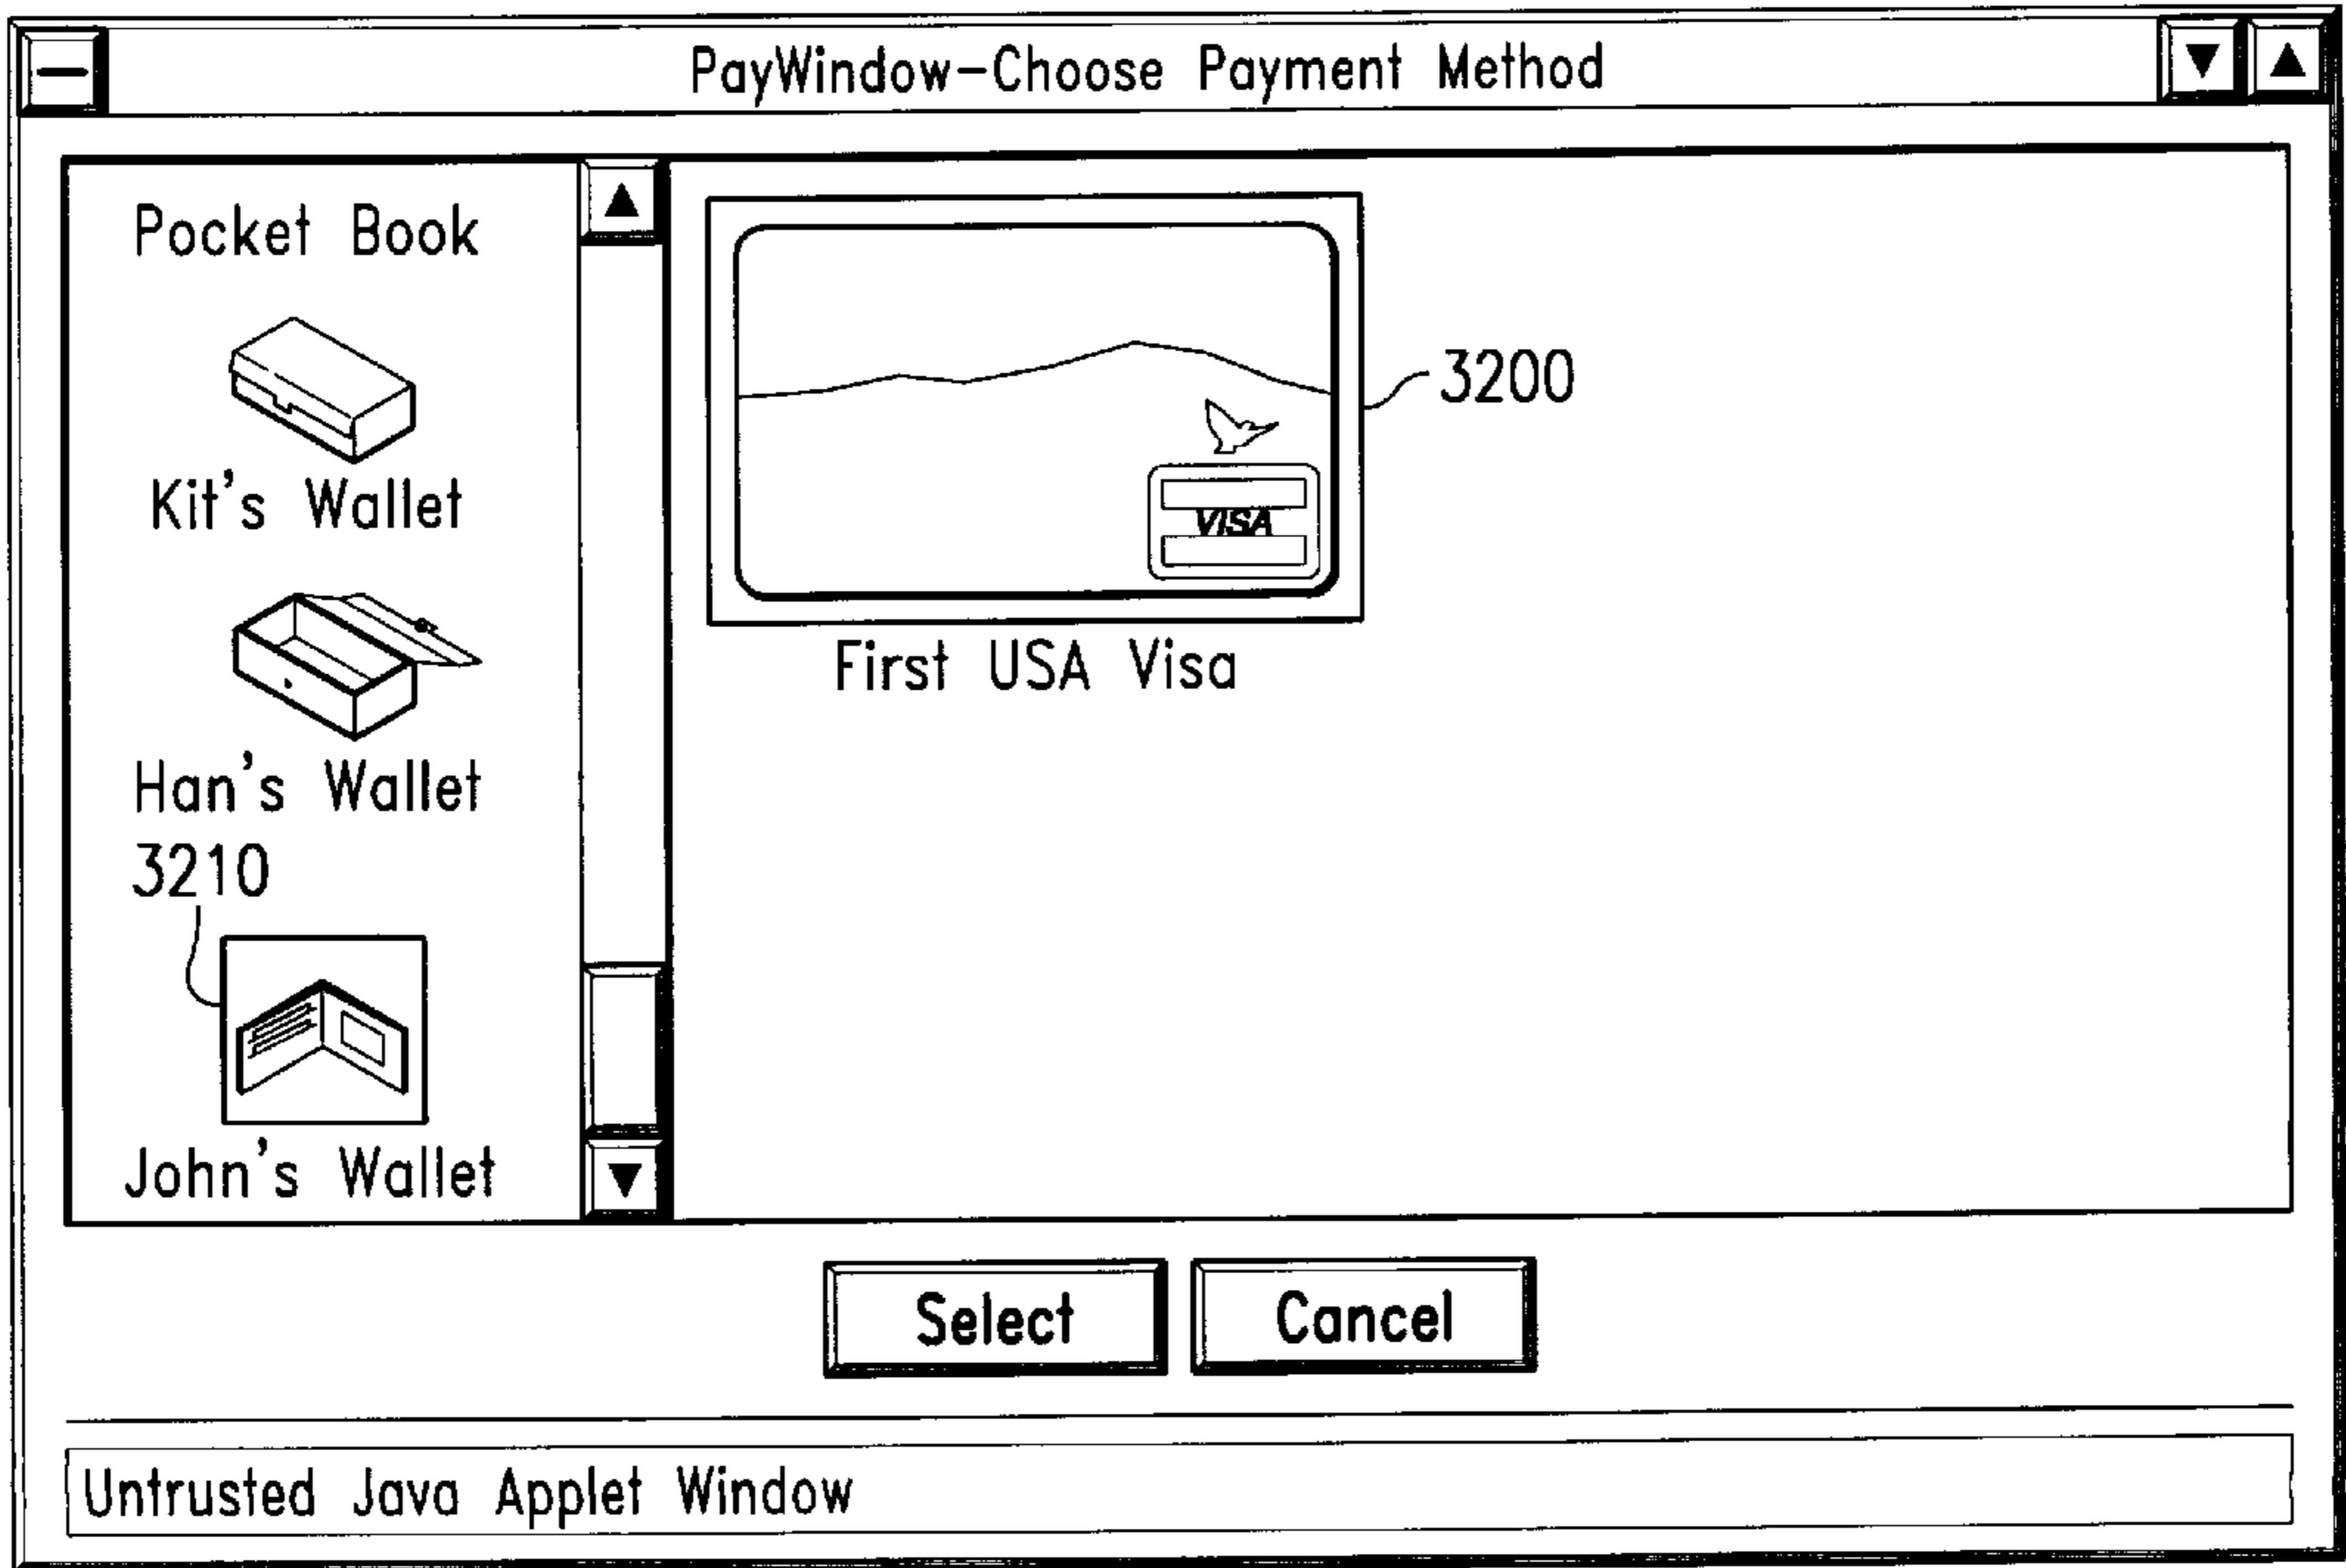 PayWindow-Choose Payment Method
Pocket Book
Kit's Wallet
Han's Wallet
3210
John's Wallet
VISA
3200
First USA Visa
Select
Cancel
Untrusted Java Applet Window